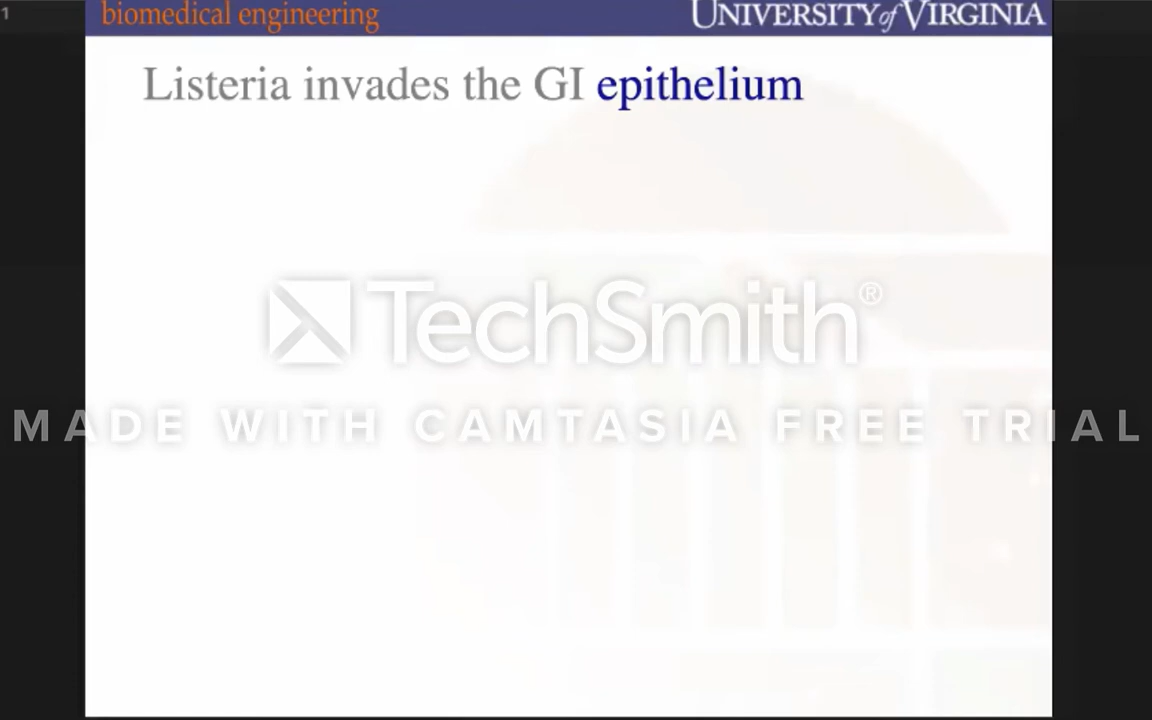 1
biomedical engineering
UNIVERSITY of VIRGINIA
Listeria invades the GI epithelium
TechSmith®
MADE WITH CAMTASIA FREE TRIAL